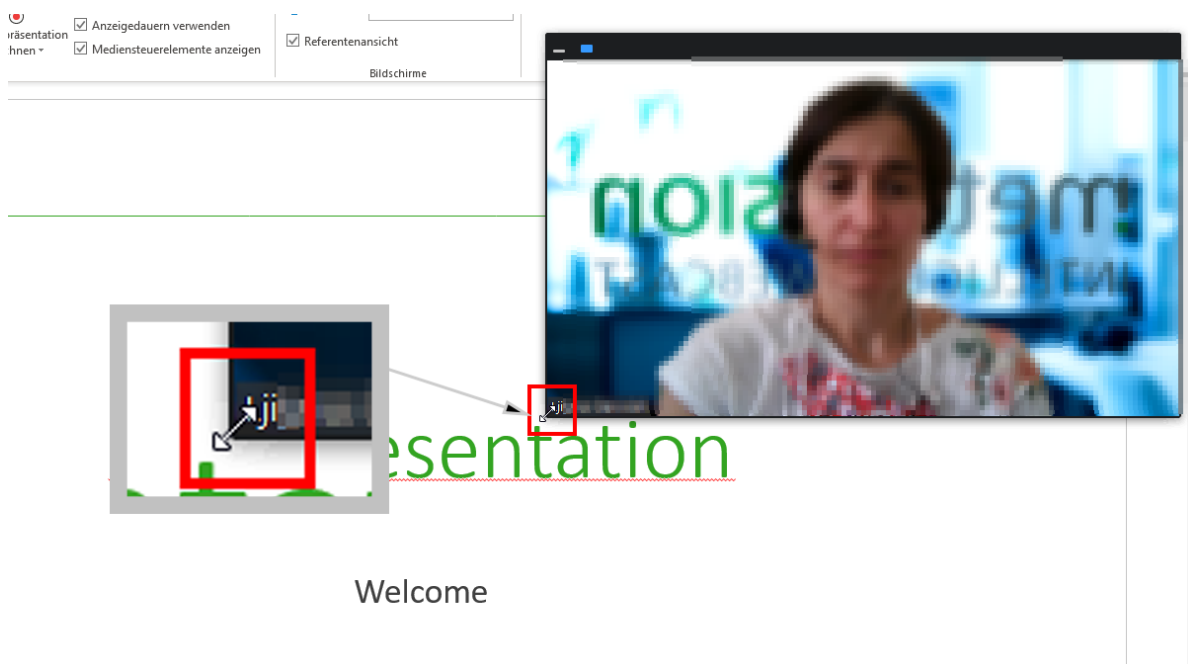 räsentation
hnen
Anzeigedauern verwenden
Mediensteuerelemente anzeigen
Referentenansicht
Bildschirme
esentation
Welcome